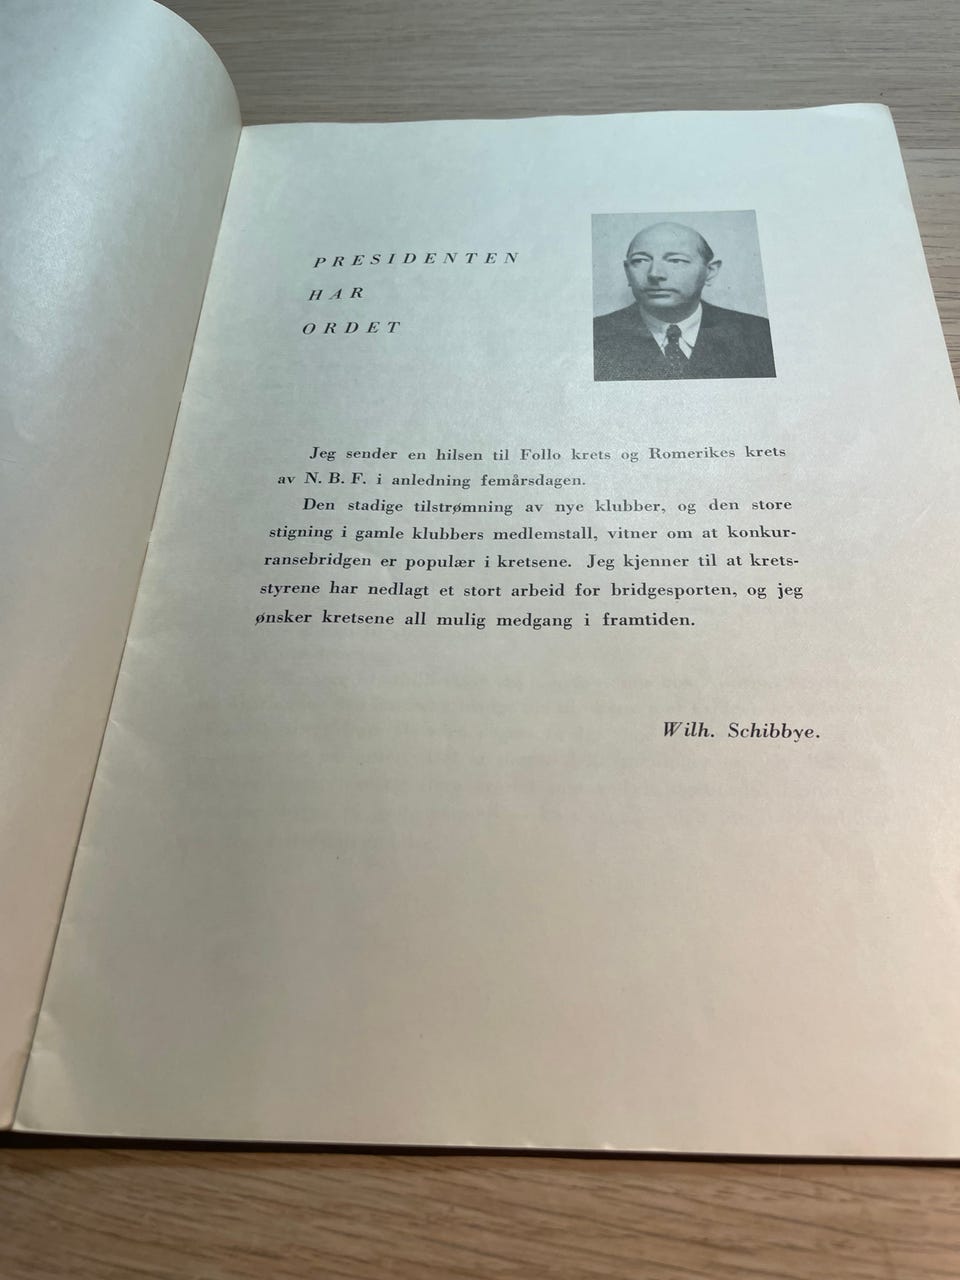 PRESIDENTEN
HAR
ORDET
Jeg sender en hilsen til Follo krets og Romerikes krets
av N. B. F. i anledning femårsdagen.
Den stadige tilstrømning av nye klubber, og den store
stigning i gamle klubbers medlemstall, vitner om at konkur-
ransebridgen er populær i kretsene. Jeg kjenner til at krets-
styrene har nedlagt et stort arbeid for bridgesporten, og jeg
ønsker kretsene all mulig medgang i framtiden.
Wilh. Schibbye.